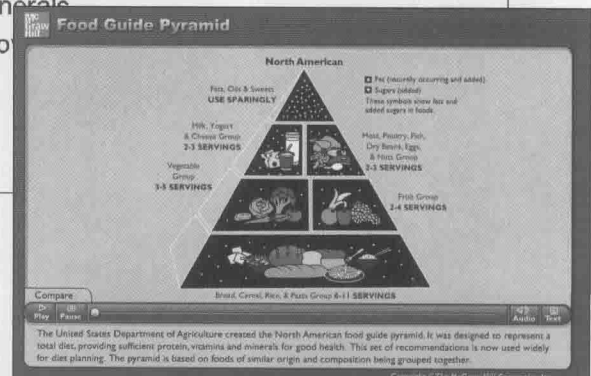 nerals
Mc
Graw
Hill
Food Guide Pyramid
North American
Fats, Oils & Sweets
USE SPARINGLY
Fat (naturally occurring and added)
Sugars (added)
These symbols show fats and
added sugars in foods.
Milk, Yogurt
& Cheese Group
2-3 SERVINGS
Meat, Poultry, Fish,
Dry Beans, Eggs,
& Nuts Group
2-3 SERVINGS
Vegetable
Group
3-5 SERVINGS
Fruit Group
2-4 SERVINGS
Bread, Cereal, Rice, & Pasta Group 6-11 SERVINGS
Compare
Play
Pause
Audio
Text
The United States Department of Agriculture created the North American food guide pyramid. It was designed to represent a
total diet, providing sufficient protein, vitamins and minerals for good health. This set of recommendations is now used widely
for diet planning. The pyramid is based on foods of similar origin and composition being grouped together.